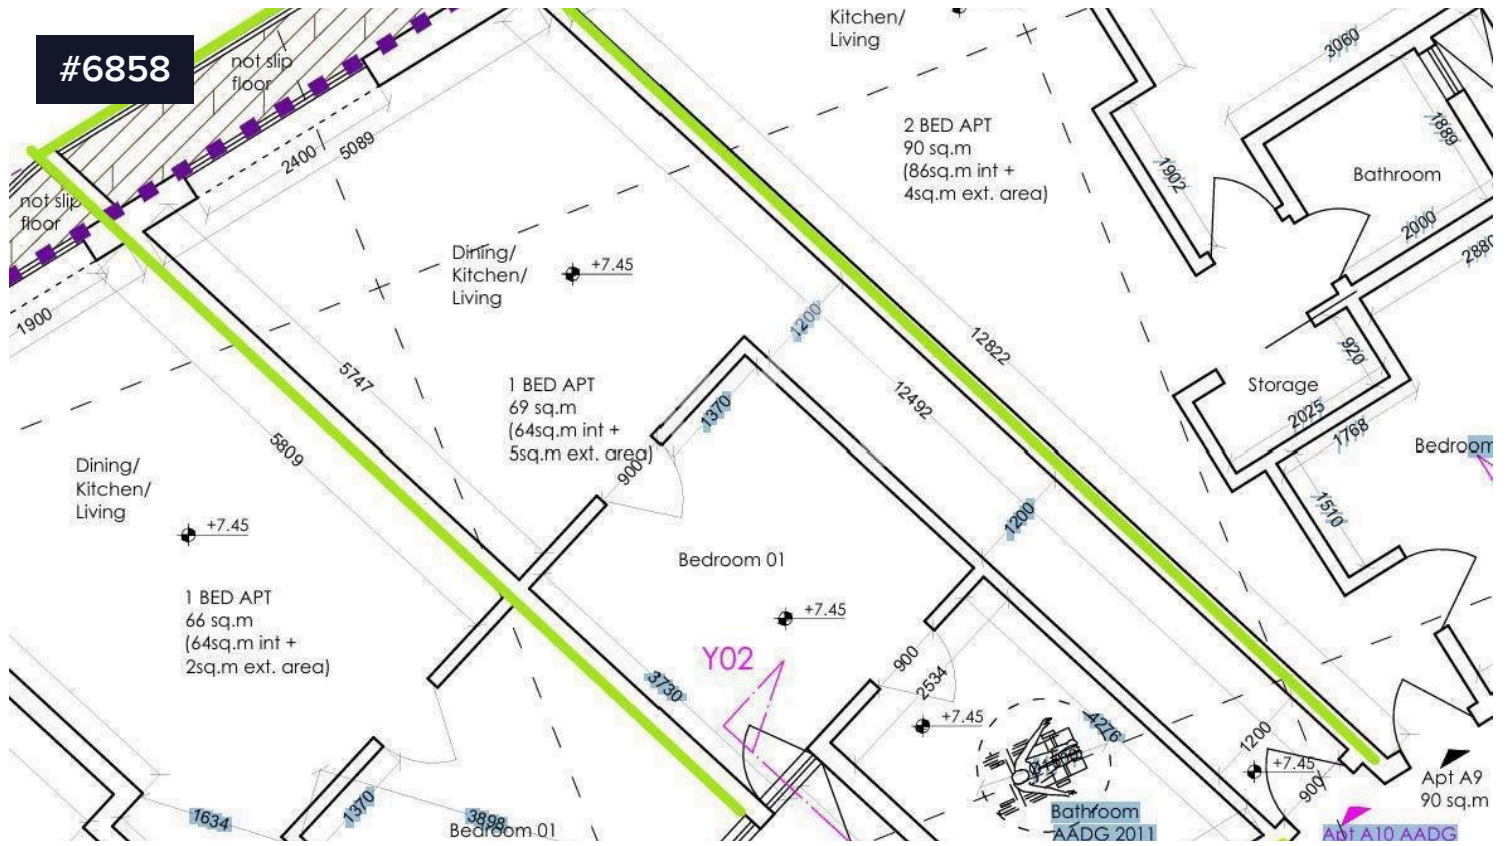 #6858
not slip
floor
Kitchen/
Living
3060
2400
5089
2 BED APT
90 sq.m
(86sq.m int +
4sq.m ext. area)
1889
1902
Bathroom
not slip
floor
2000
2880
Dining/
Kitchen/
Living
+7.45
1900
1200
12822
920
5747
1 BED APT
69 sq.m
(64sq.m int +
5sq.m ext. area)
12492
Storage
1370
2025
1768
Bedroom
5809
900
Dining/
Kitchen/
Living
1510
1200
+7.45
Bedroom 01
1 BED APT
66 sq.m
(64sq.m int +
2sq.m ext. area)
+7.45
Y02
900
3730
2534
+7.45
4276
1200
+7.45
900
Apt A9
90 sq.m
1634
1370
3898
Bedroom 01
Bathroom
AADG 2011
Apt A10 AADG